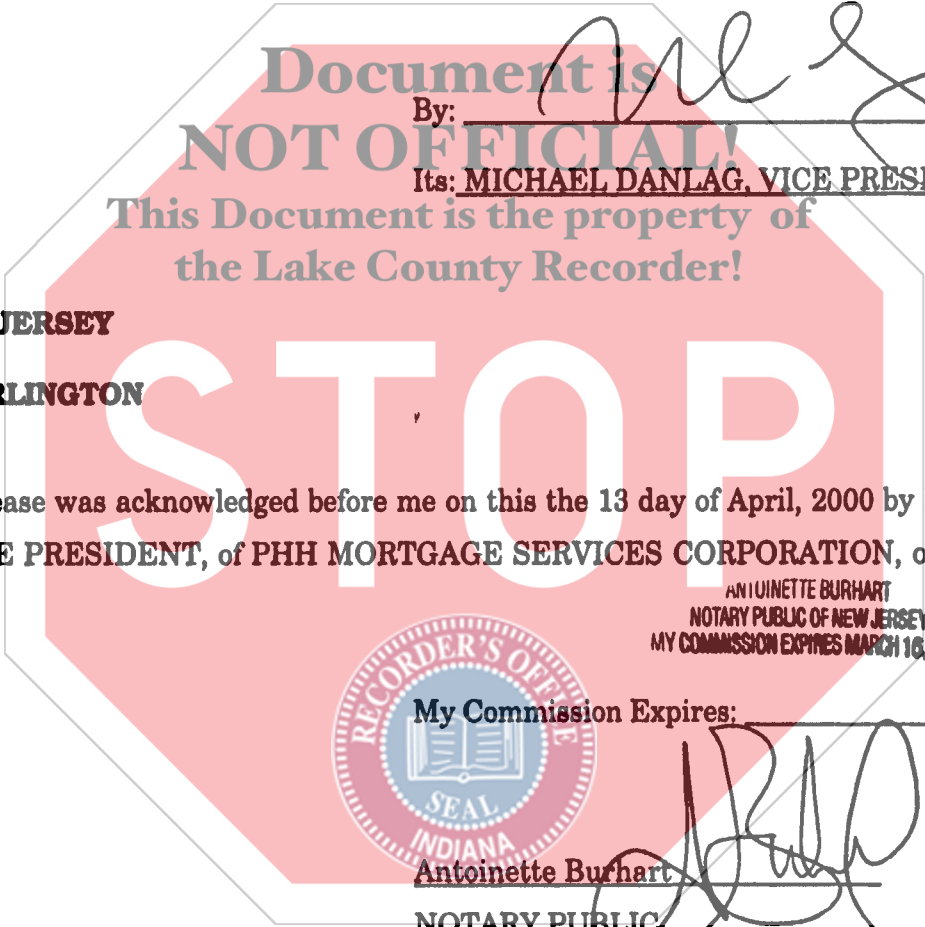 Document is
By:
NOT OFFICIAL!
Its: MICHAEL DANLAG, VICE PRESI
This Document is the property of
the Lake County Recorder!
JERSEY
RLINGTON
STOP
ease was acknowledged before me on this the 13 day of April, 2000 by
E PRESIDENT, of PHH MORTGAGE SERVICES CORPORATION, o
ANTOINETTE BURHART
NOTARY PUBLIC OF NEW JERSEY
MY COMMISSION EXPIRES MARCH 16,
RECORDER'S OFFICE
My Commission Expires:
SEAL
INDIANA
Antoinette Burhart
NOTARY PUBLIC